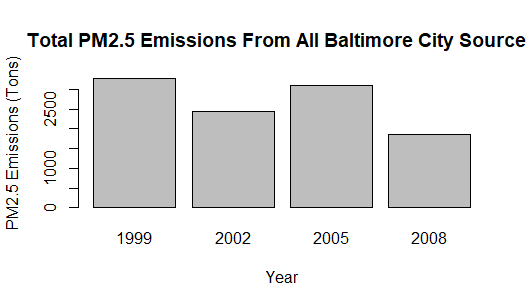 Total PM2.5 Emissions From All Baltimore City Source
PM2.5 Emissions (Tons)
2500
1000
0
1999 2002 2005 2008
Year